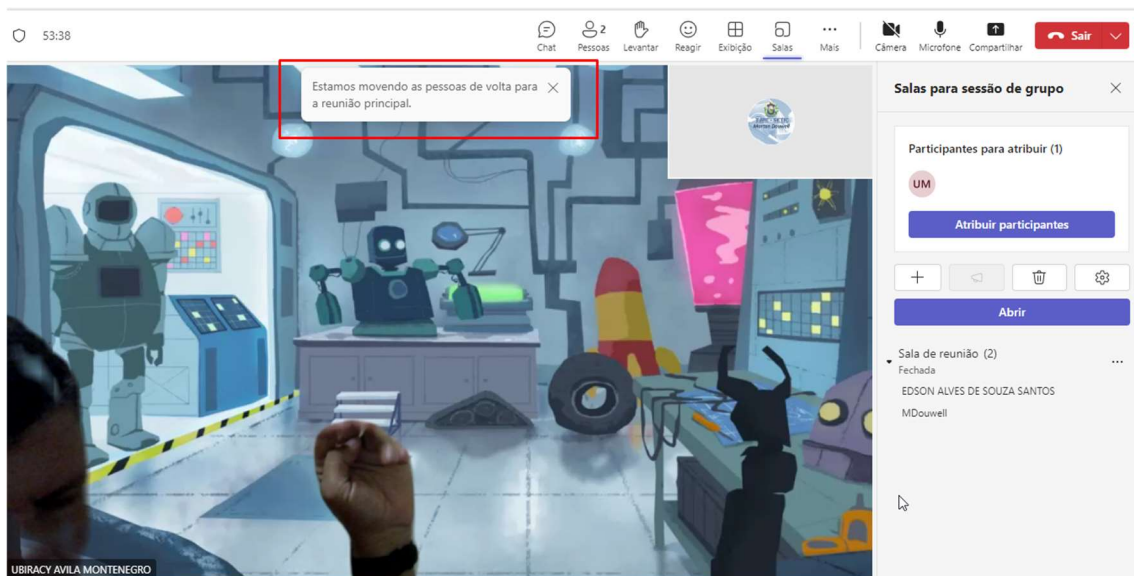 53:38
Chat
Pessoas
2
Levantar
Reagir
Exibição
Salas
Mais
Câmera
Microfone
Compartilhar
Sair
Estamos movendo as pessoas de volta para
a reunião principal.
Salas para sessão de grupo
Participantes para atribuir (1)
UM
Atribuir participantes
Abrir
Sala de reunião (2)
Fechada
EDSON ALVES DE SOUZA SANTOS
MDouwell
UBIRACY AVILA MONTENEGRO